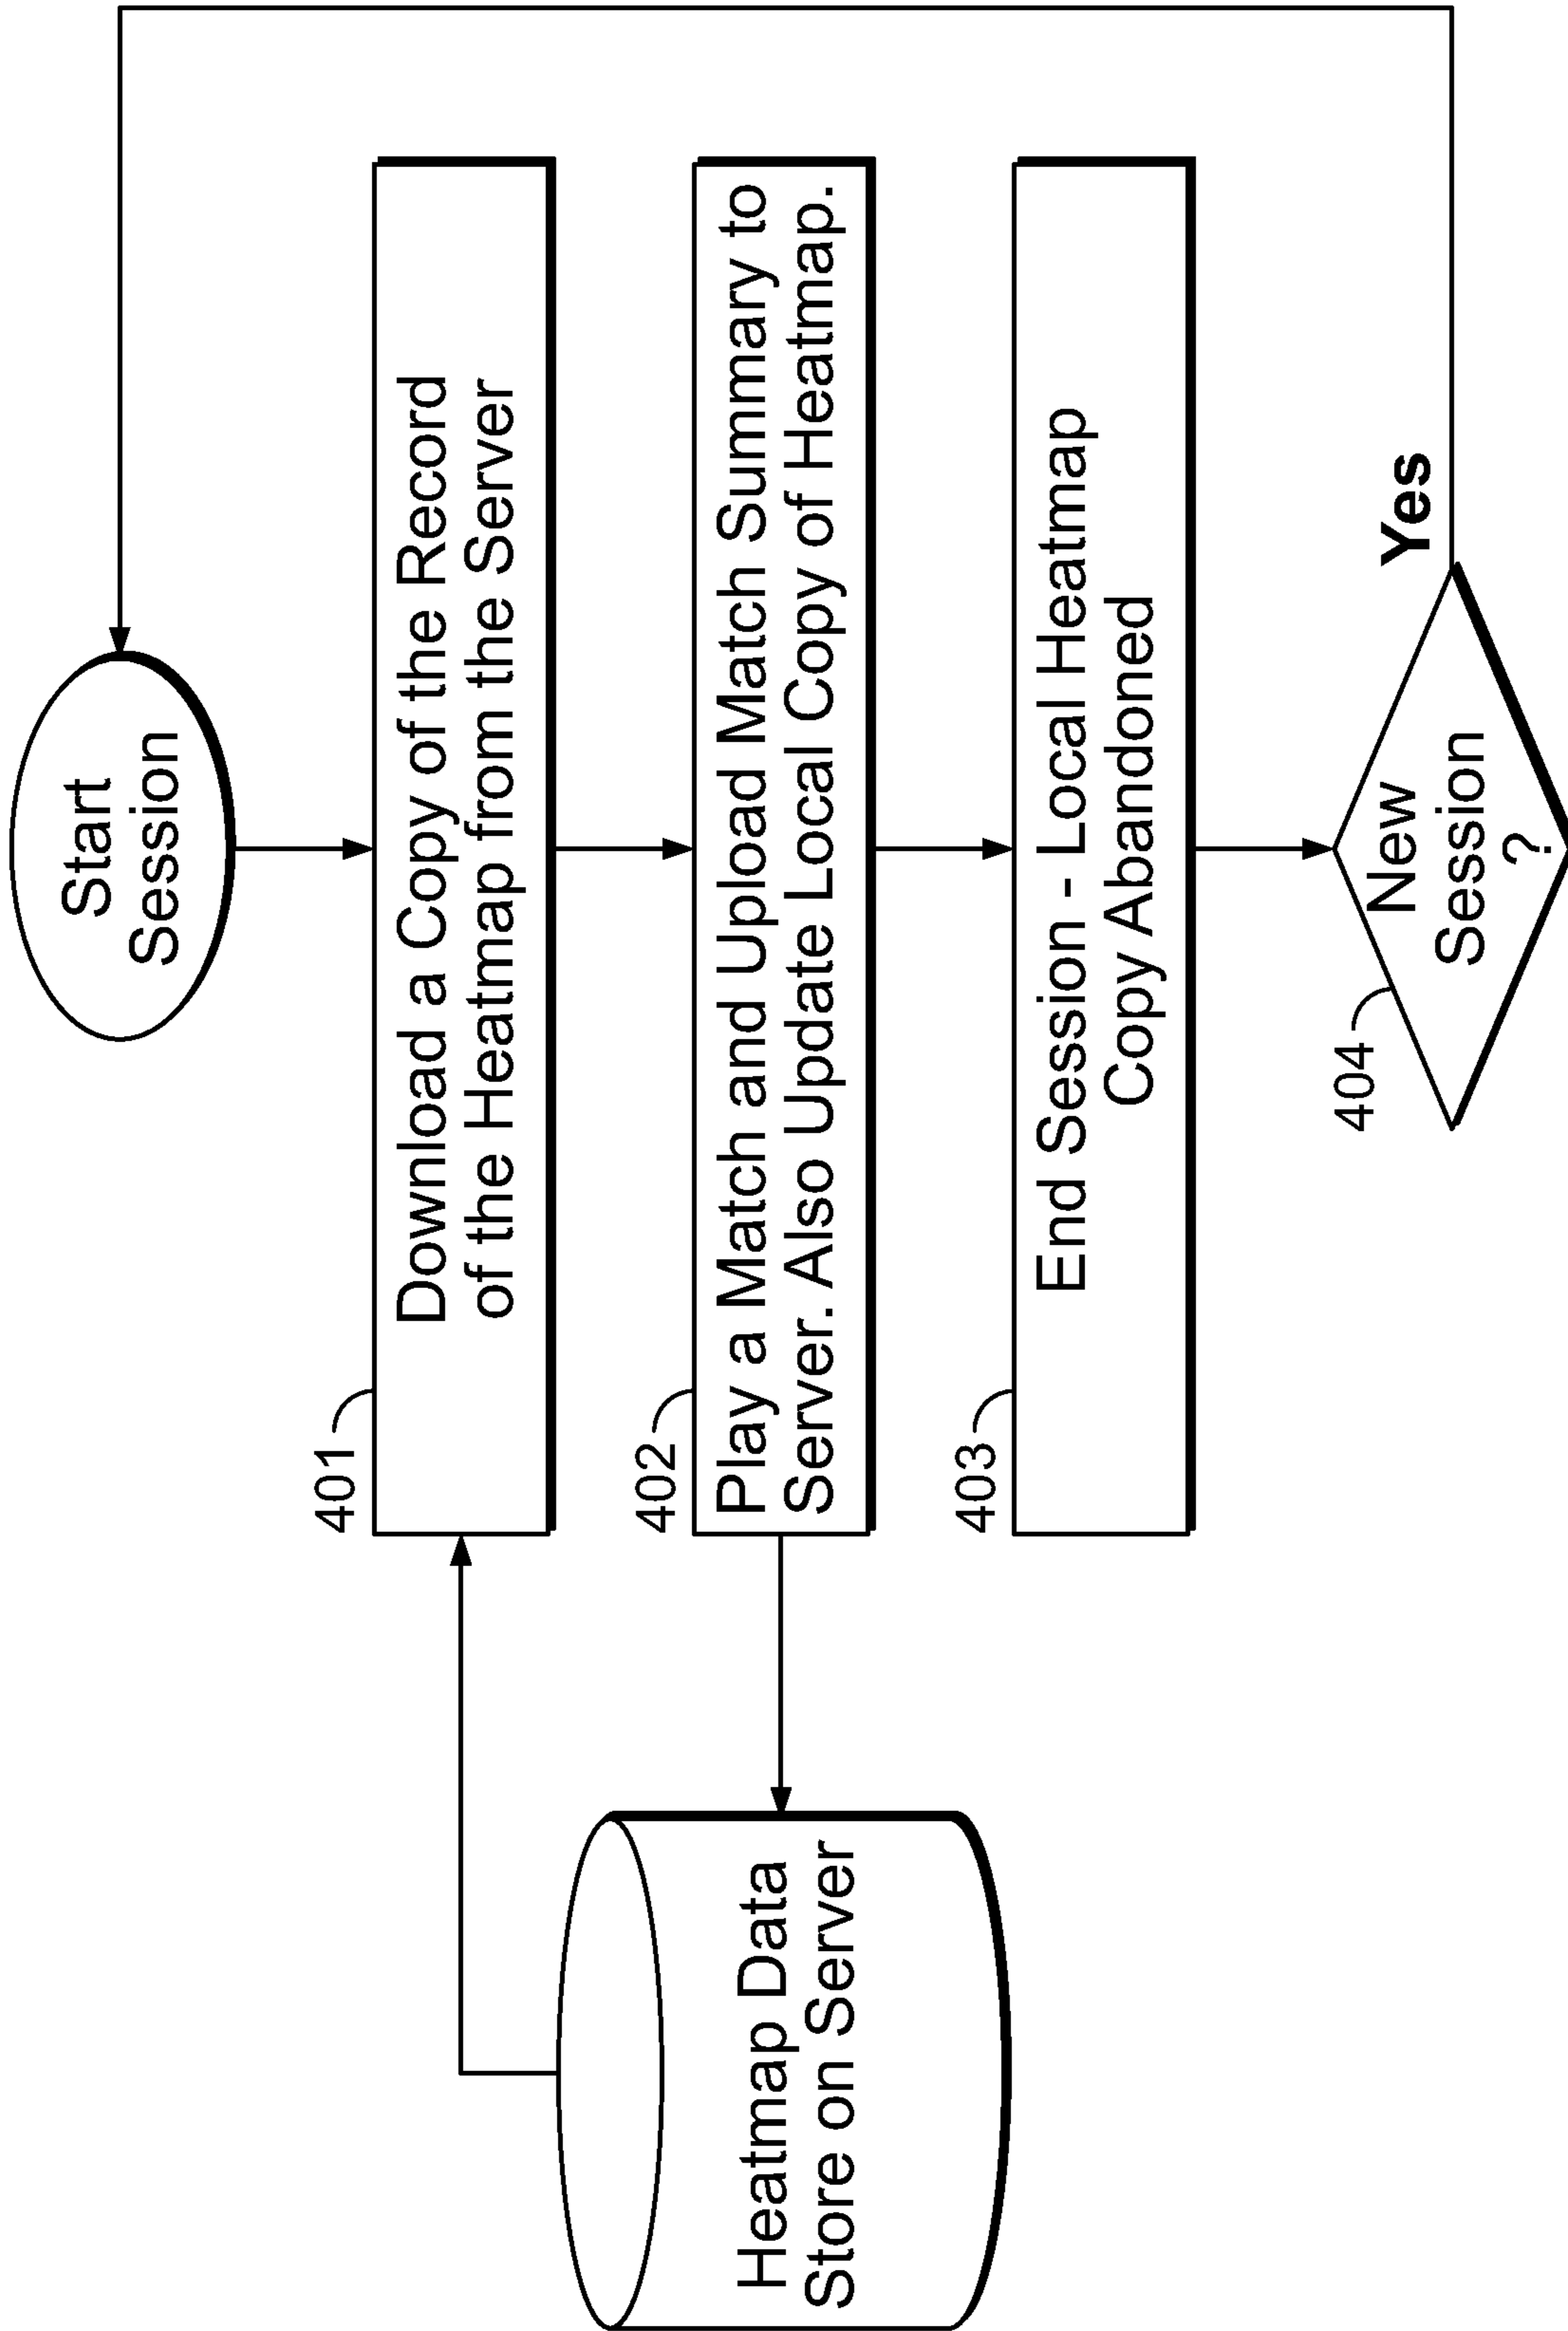 Start
Session
401
Download a Copy of the Record
of the Heatmap from the Server
402
Play a Match and Upload Match Summary to
Server. Also Update Local Copy of Heatmap.
Heatmap Data
Store on Server
403
End Session - Local Heatmap
Copy Abandoned
404
New
Session
?
Yes